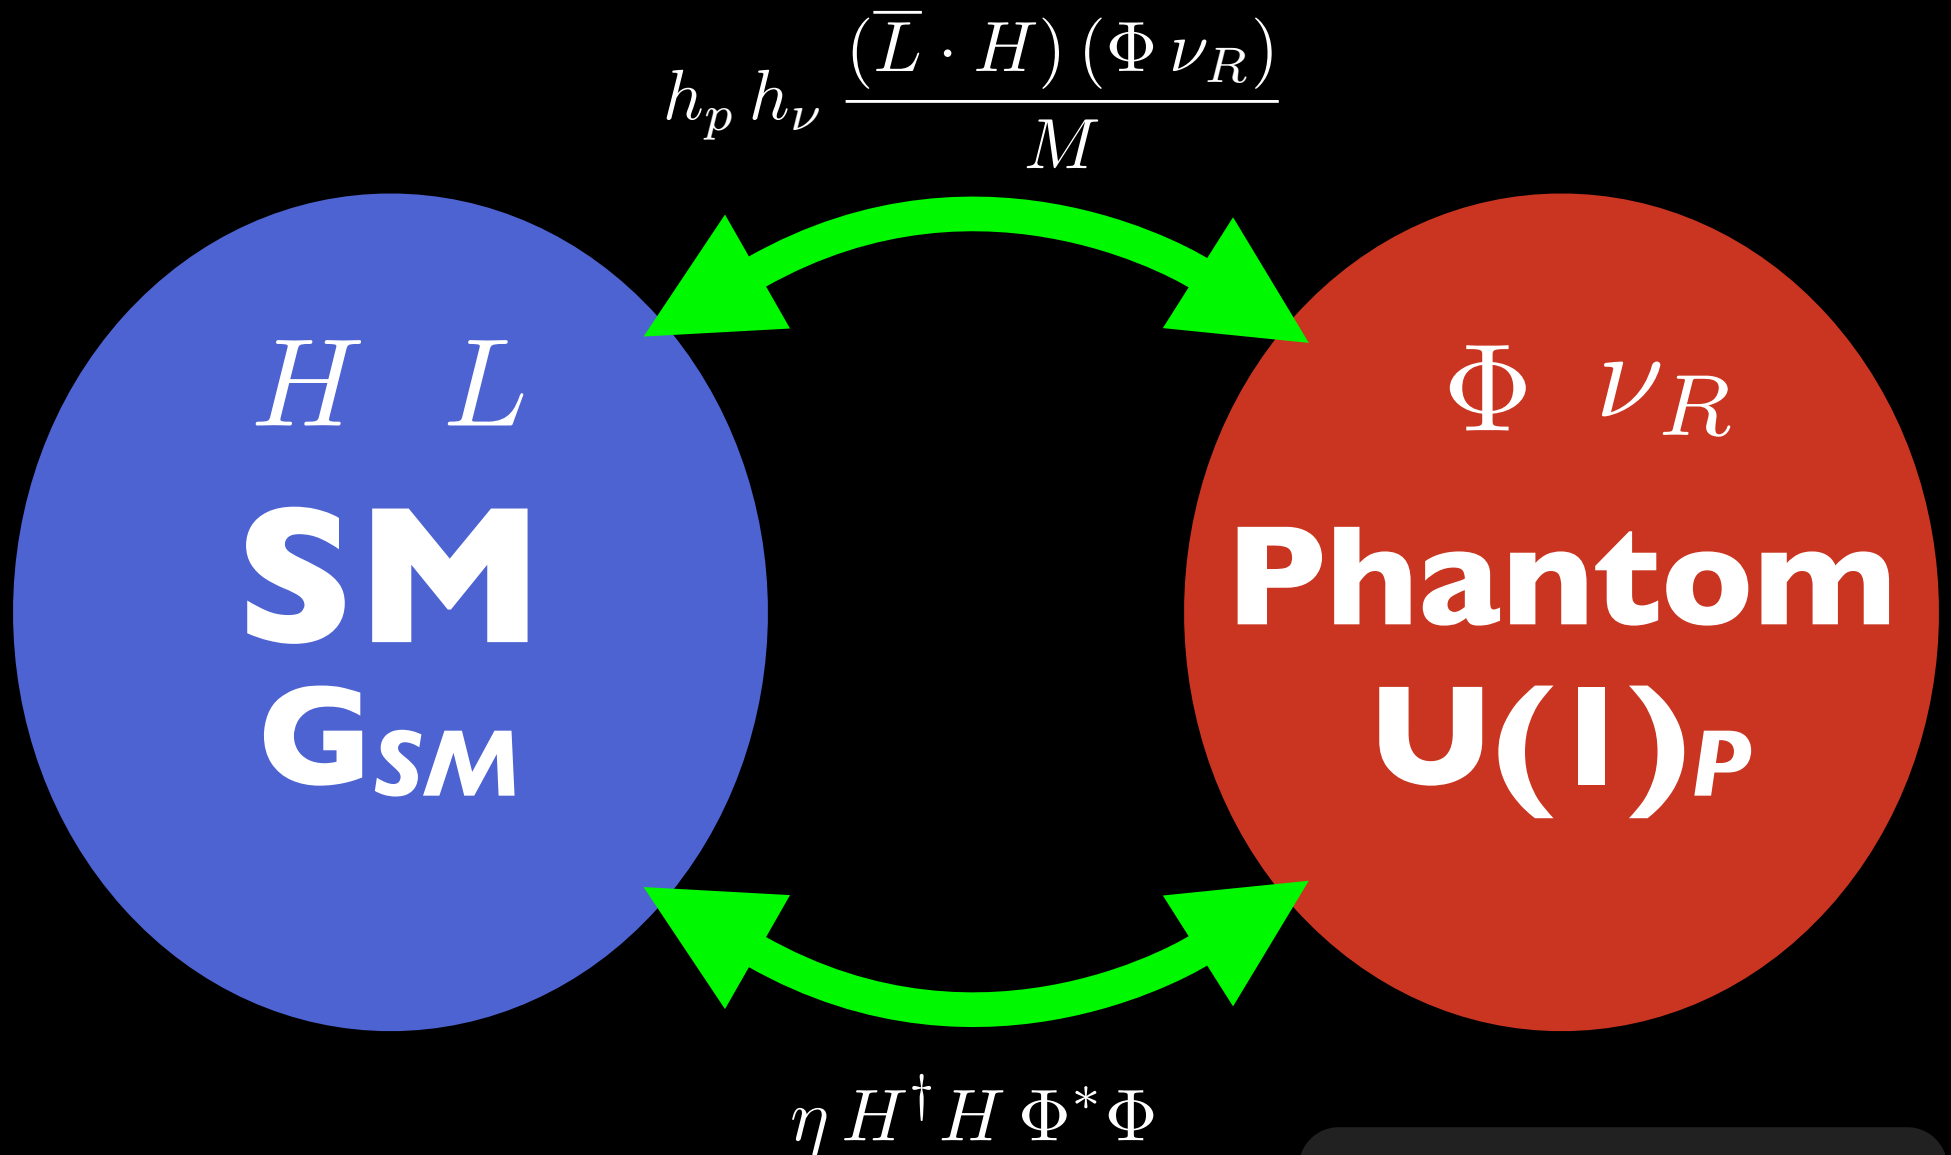 h_p h_ν (L̅ · H) (Φ ν_R) / M
H L
SM
G_SM
Φ ν_R
Phantom
U(1)_P
η H†H Φ*Φ